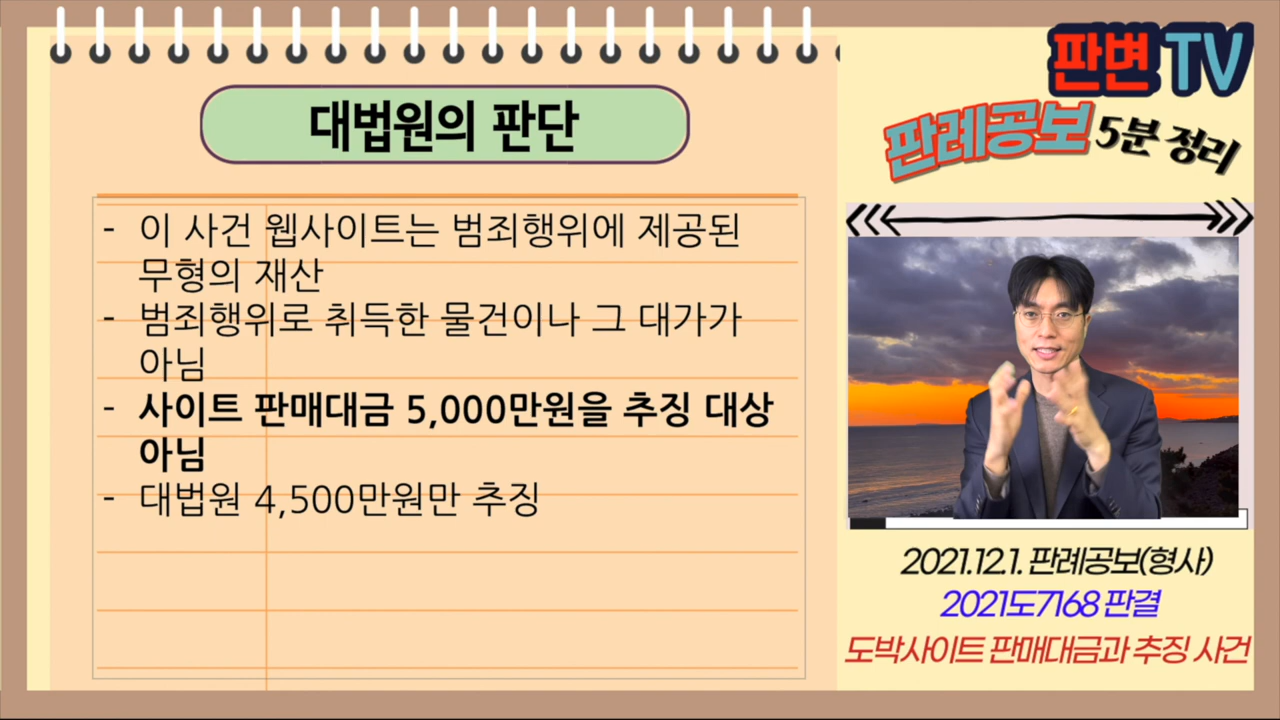 대법원의 판단
- 이 사건 웹사이트는 범죄행위에 제공된
무형의 재산
- 범죄행위로 취득한 물건이나 그 대가가
아님
- 사이트 판매대금 5,000만원을 추징 대상
아님
- 대법원 4,500만원만 추징
판변 TV
판례공보 5분 정리
2021.12.1. 판례공보(형사)
2021도7168 판결
도박사이트 판매대금과 추징 사건